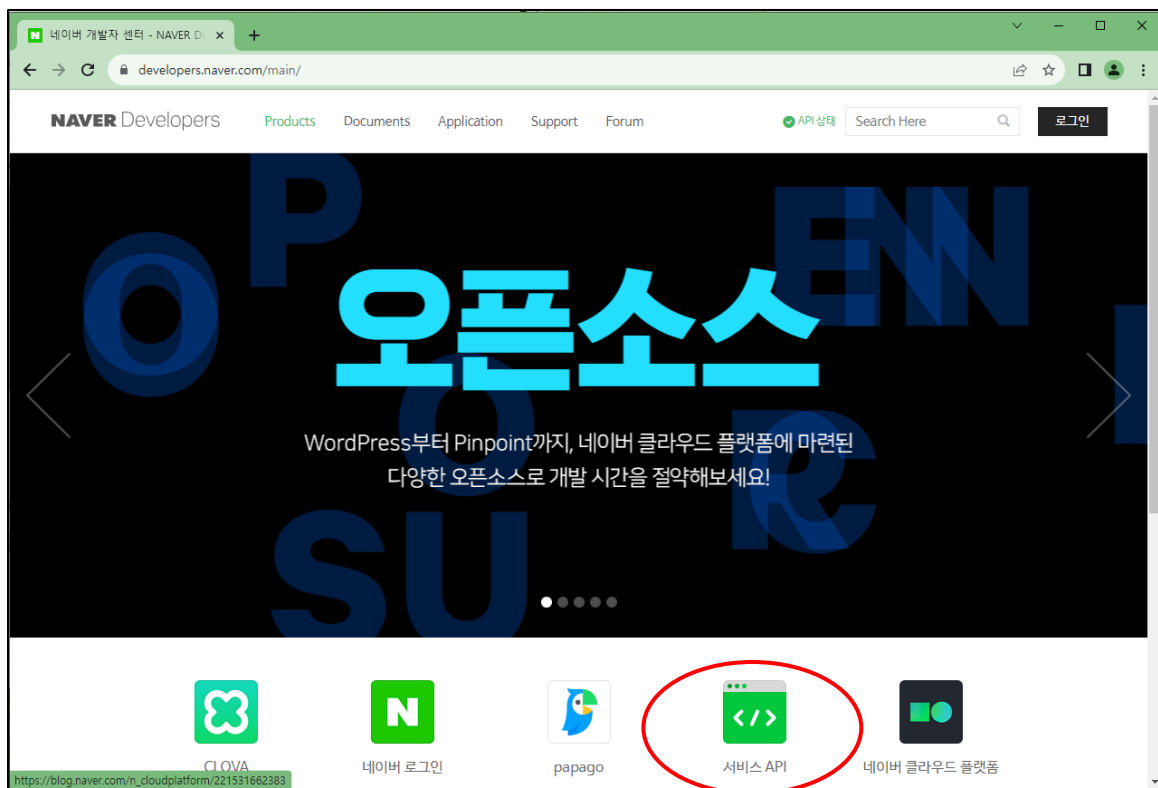 네이버 개발자 센터 - NAVER D
developers.naver.com/main/
NAVER Developers Products Documents Application Support Forum API 상태 Search Here 로그인
오픈소스
WordPress부터 Pinpoint까지, 네이버 클라우드 플랫폼에 마련된
다양한 오픈소스로 개발 시간을 절약해보세요!
CLOVA 네이버 로그인 papago 서비스 API 네이버 클라우드 플랫폼
https://blog.naver.com/n_cloudplatform/221531662383